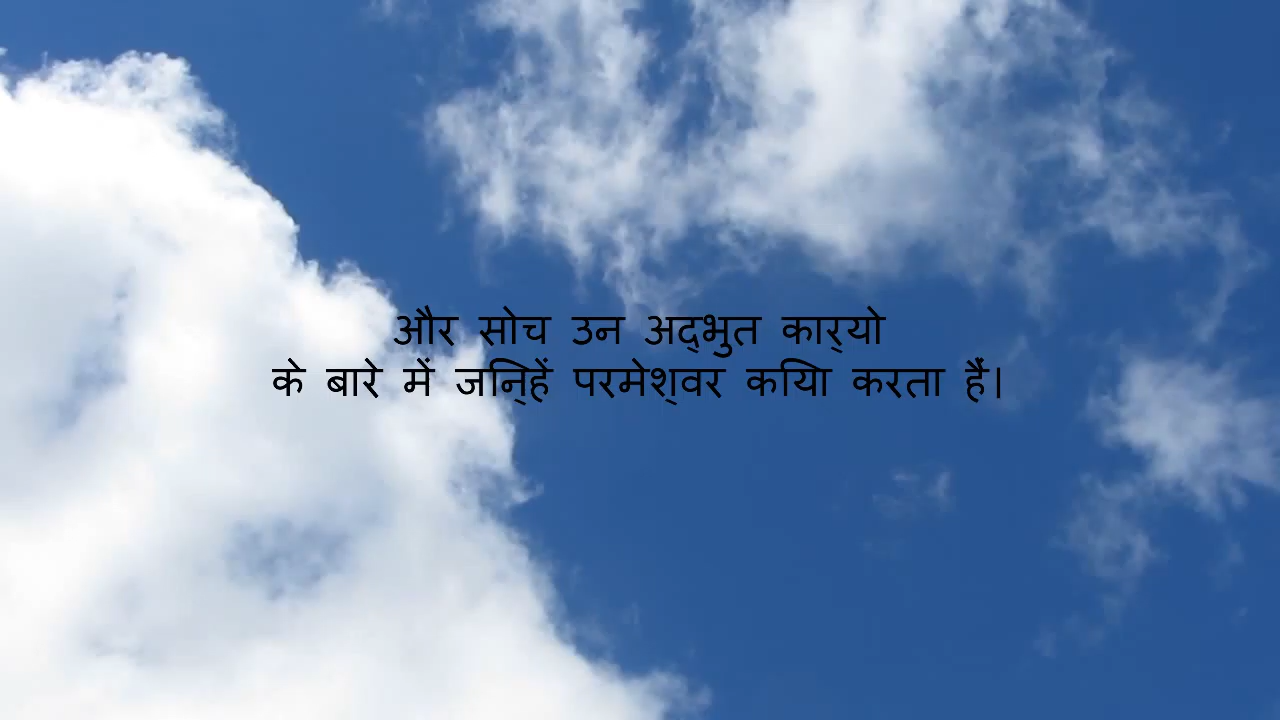 और सोच उन अद्भुत कार्यो
के बारे में जिन्हें परमेश्वर किया करता हैं।